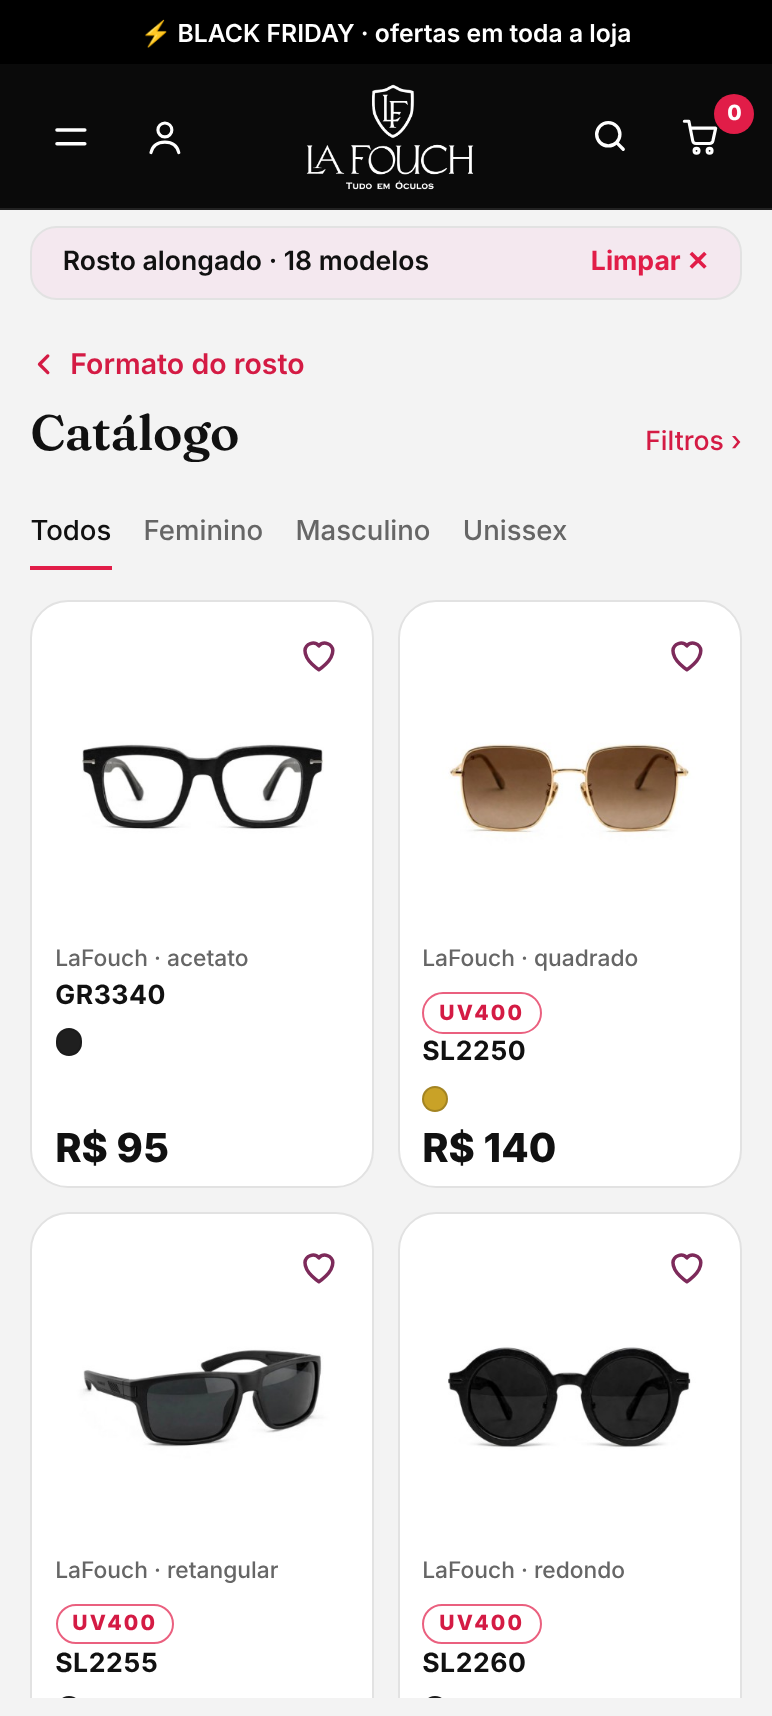 ⚡ BLACK FRIDAY · ofertas em toda a loja
LF
LA FOUCH
TUDO EM ÓCULOS
0
Rosto alongado · 18 modelos
Limpar ✕
‹ Formato do rosto
Catálogo
Filtros ›
Todos
Feminino
Masculino
Unissex
LaFouch · acetato
GR3340
R$ 95
LaFouch · quadrado
UV400
SL2250
R$ 140
LaFouch · retangular
UV400
SL2255
LaFouch · redondo
UV400
SL2260